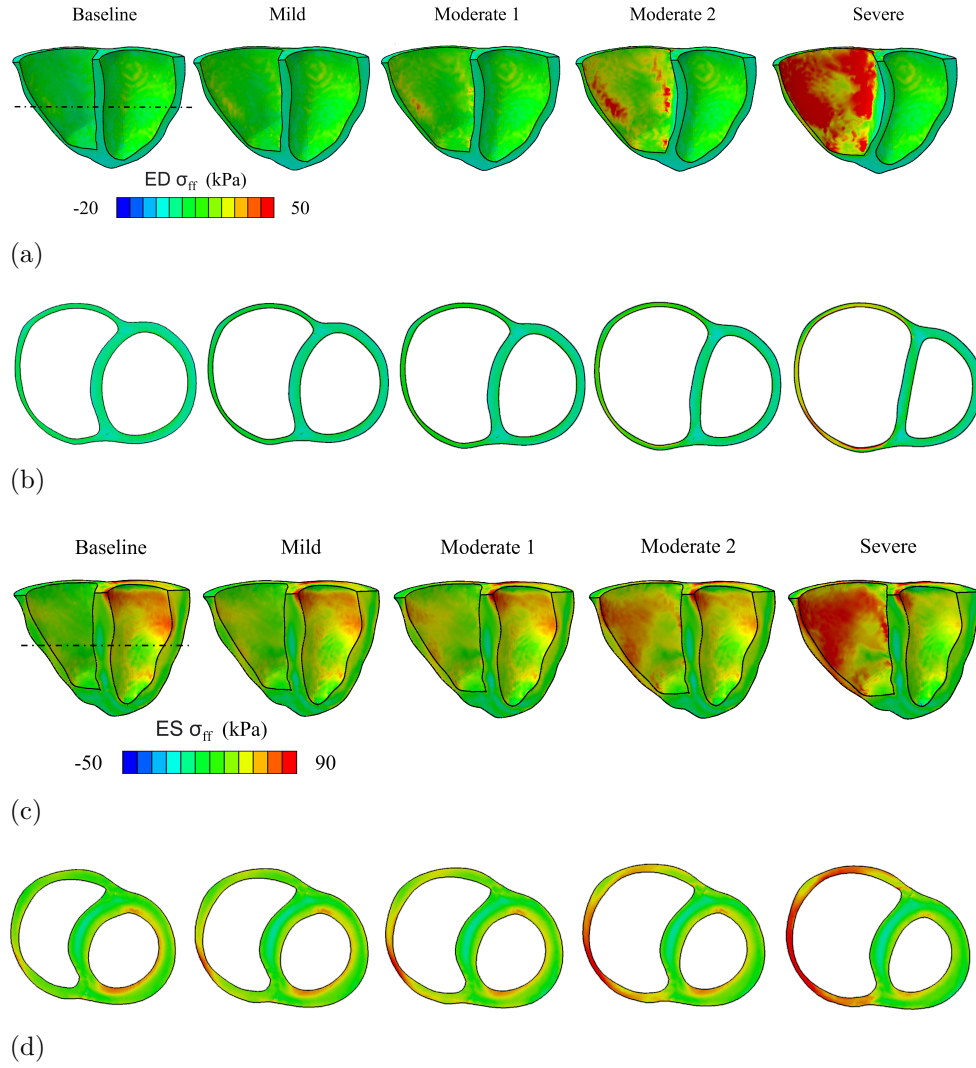 Baseline Mild Moderate 1 Moderate 2 Severe
ED σff (kPa)
-20 50
(a)
(b)
Baseline Mild Moderate 1 Moderate 2 Severe
ES σff (kPa)
-50 90
(c)
(d)